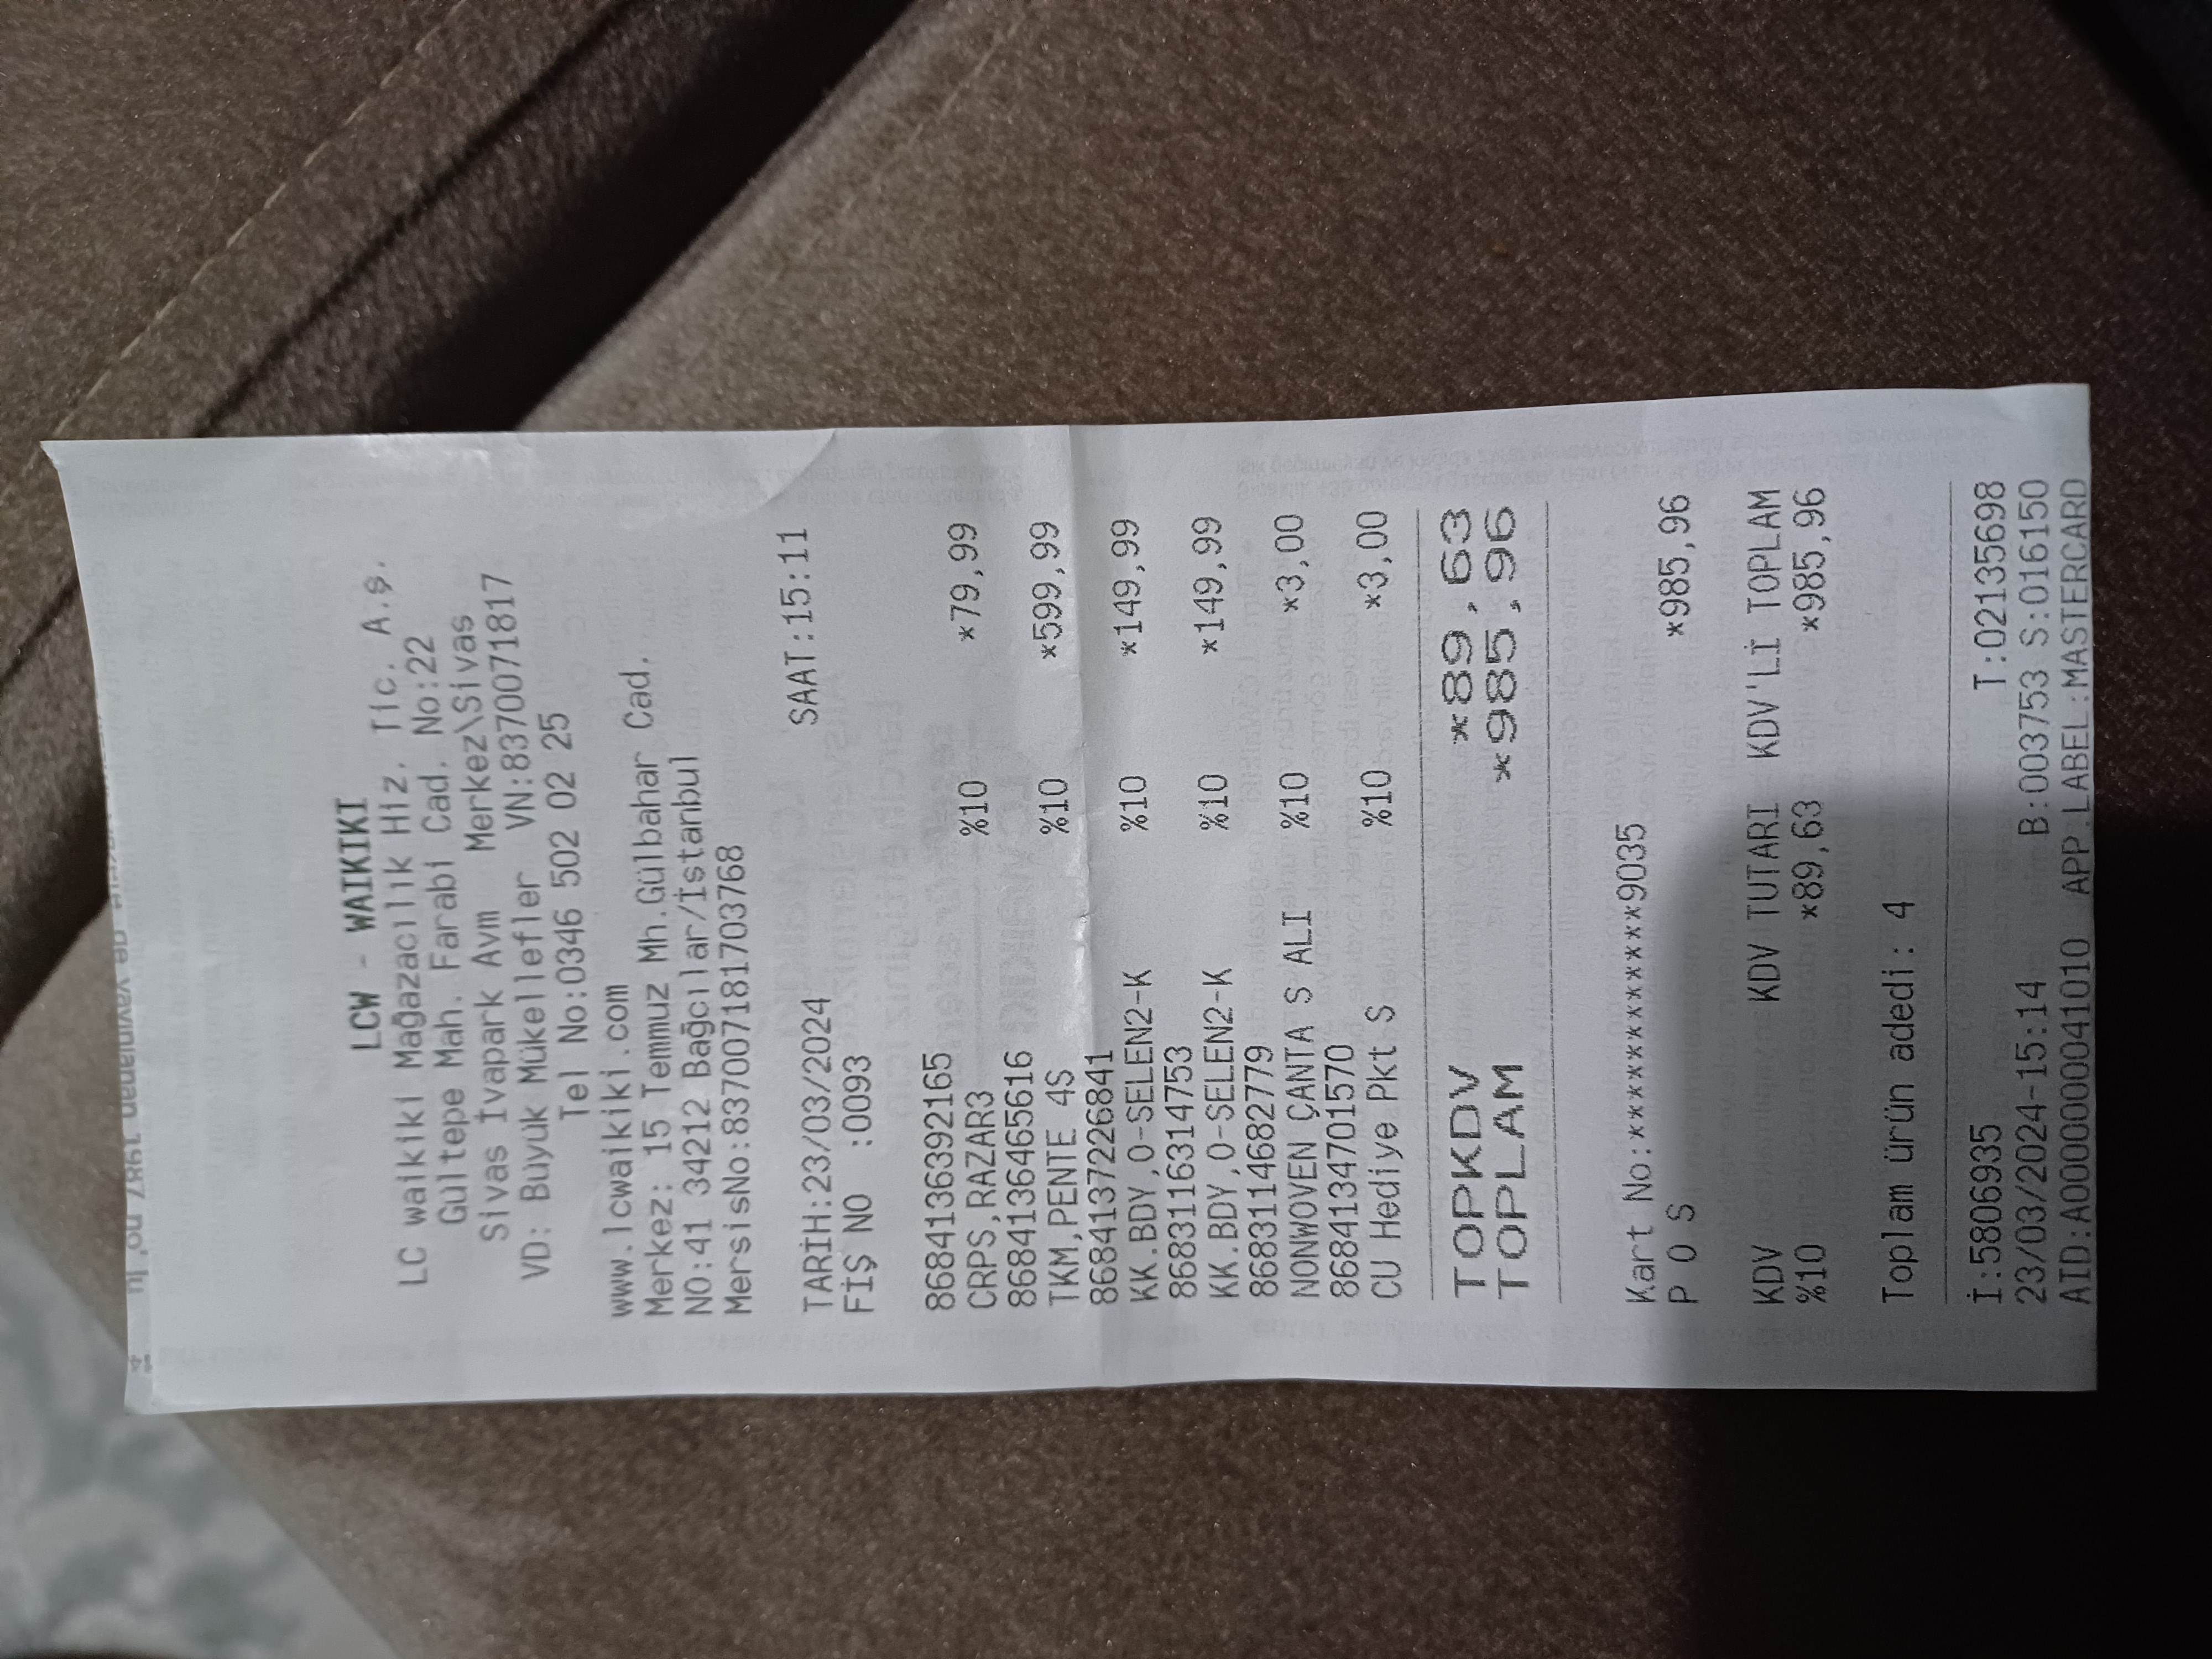 LCW - WAIKIKI
LC waikiki Mağazacılık Hiz. Tic. A.ş.
Gültepe Mah. Farabi Cad. No:22
Sivas İvapark Avm Merkez\Sivas
VD: Büyük Mükellefler VN:8370071817
Tel No:0346 502 02 25
www.lcwaikiki.com
Merkez: 15 Temmuz Mh.Gülbahar Cad.
NO:41 34212 Bağcılar/İstanbul
MersisNo:837007181703768
TARİH:23/03/2024 SAAT:15:11
FİŞ NO :0093
8684136392165
CRPS,RAZAR3 %10 *79,99
8684136465616
TKM,PENTE 4S %10 *599,99
8684137226841
KK.BDY,O-SELEN2-K %10 *149,99
8683116314753
KK.BDY,O-SELEN2-K %10 *149,99
8683114682779
NONWOVEN ÇANTA S ALI %10 *3,00
8684134701570
CU Hediye Pkt S %10 *3,00
TOPKDV *89,63
TOPLAM *985,96
Kart No:************9035
P O S *985,96
KDV KDV TUTARI KDV'Lİ TOPLAM
%10 *89,63 *985,96
Toplam ürün adedi: 4
İ:5806935 T:02135698
23/03/2024-15:14 B:003753 S:016150
AID:A0000000041010 APP.LABEL:MASTERCARD